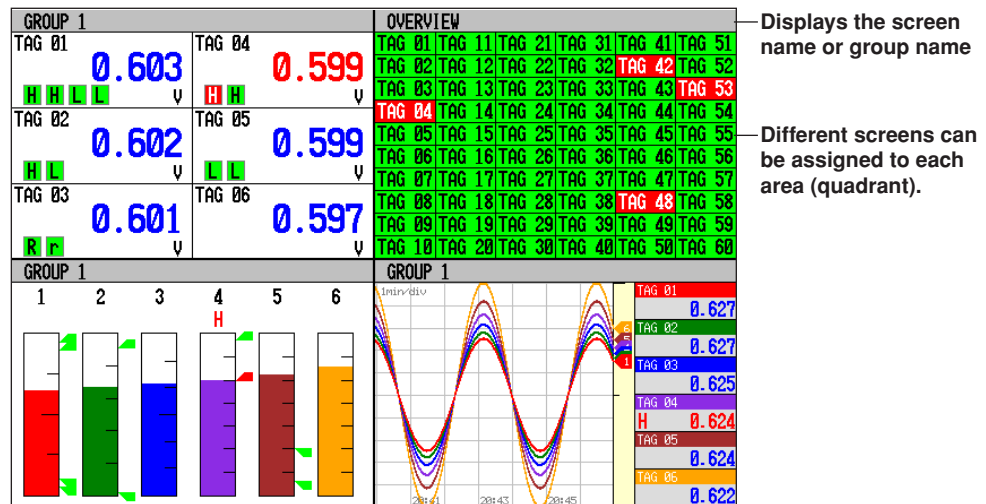 GROUP 1
TAG 01
0.603
H H L L V
TAG 04
0.599
H H V
TAG 02
0.602
H L V
TAG 05
0.599
L L V
TAG 03
0.601
R r V
TAG 06
0.597
V
OVERVIEW
TAG 01 TAG 11 TAG 21 TAG 31 TAG 41 TAG 51
TAG 02 TAG 12 TAG 22 TAG 32 TAG 42 TAG 52
TAG 03 TAG 13 TAG 23 TAG 33 TAG 43 TAG 53
TAG 04 TAG 14 TAG 24 TAG 34 TAG 44 TAG 54
TAG 05 TAG 15 TAG 25 TAG 35 TAG 45 TAG 55
TAG 06 TAG 16 TAG 26 TAG 36 TAG 46 TAG 56
TAG 07 TAG 17 TAG 27 TAG 37 TAG 47 TAG 57
TAG 08 TAG 18 TAG 28 TAG 38 TAG 48 TAG 58
TAG 09 TAG 19 TAG 29 TAG 39 TAG 49 TAG 59
TAG 10 TAG 20 TAG 30 TAG 40 TAG 50 TAG 60
Displays the screen
name or group name
Different screens can
be assigned to each
area (quadrant).
GROUP 1
1 2 3 4 5 6
H
GROUP 1
1min/div
6
1
20:41 20:43 20:45
TAG 01
0.627
TAG 02
0.627
TAG 03
0.625
TAG 04
H 0.624
TAG 05
0.624
TAG 06
0.622